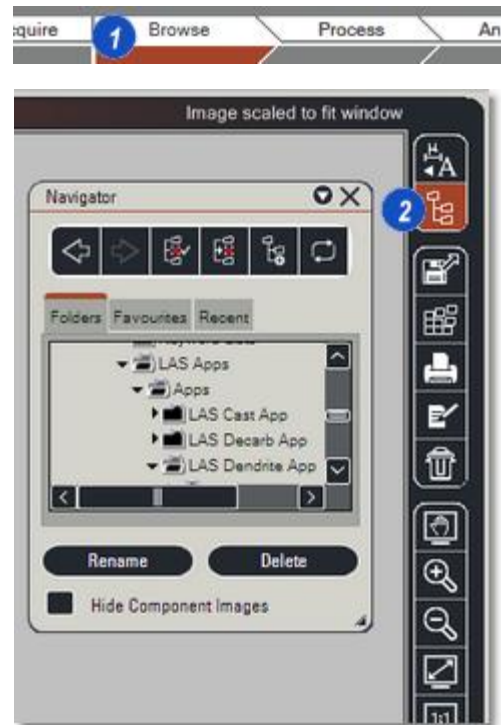 quire 1 Browse Process An
Image scaled to fit window
A
Navigator
2
Folders Favourites Recent
LAS Apps
Apps
LAS Cast App
LAS Decarb App
LAS Dendrite App
Rename Delete
Hide Component Images
1:1